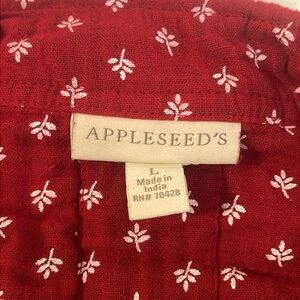 APPLESEED'S
L
Made in
India
RN# 70428